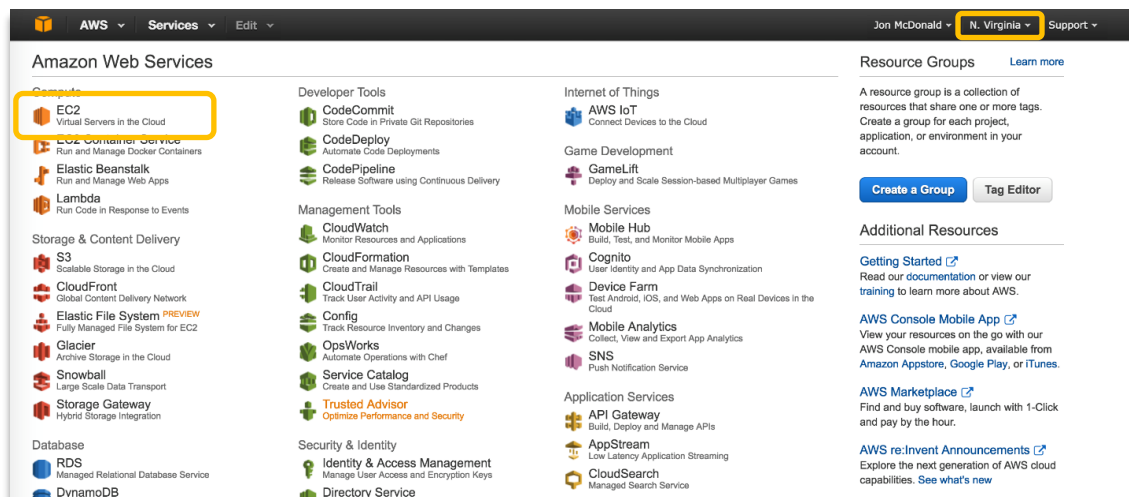 AWS Services Edit Jon McDonald N. Virginia Support
Amazon Web Services
Compute
EC2
Virtual Servers in the Cloud
EC2 Container Service
Run and Manage Docker Containers
Elastic Beanstalk
Run and Manage Web Apps
Lambda
Run Code in Response to Events
Storage & Content Delivery
S3
Scalable Storage in the Cloud
CloudFront
Global Content Delivery Network
Elastic File System PREVIEW
Fully Managed File System for EC2
Glacier
Archive Storage in the Cloud
Snowball
Large Scale Data Transport
Storage Gateway
Hybrid Storage Integration
Database
RDS
Managed Relational Database Service
DynamoDB
Developer Tools
CodeCommit
Store Code in Private Git Repositories
CodeDeploy
Automate Code Deployments
CodePipeline
Release Software using Continuous Delivery
Management Tools
CloudWatch
Monitor Resources and Applications
CloudFormation
Create and Manage Resources with Templates
CloudTrail
Track User Activity and API Usage
Config
Track Resource Inventory and Changes
OpsWorks
Automate Operations with Chef
Service Catalog
Create and Use Standardized Products
Trusted Advisor
Optimize Performance and Security
Security & Identity
Identity & Access Management
Manage User Access and Encryption Keys
Directory Service
Internet of Things
AWS IoT
Connect Devices to the Cloud
Game Development
GameLift
Deploy and Scale Session-based Multiplayer Games
Mobile Services
Mobile Hub
Build, Test, and Monitor Mobile Apps
Cognito
User Identity and App Data Synchronization
Device Farm
Test Android, iOS, and Web Apps on Real Devices in the
Cloud
Mobile Analytics
Collect, View and Export App Analytics
SNS
Push Notification Service
Application Services
API Gateway
Build, Deploy and Manage APIs
AppStream
Low Latency Application Streaming
CloudSearch
Managed Search Service
Resource Groups Learn more
A resource group is a collection of
resources that share one or more tags.
Create a group for each project,
application, or environment in your
account.
Create a Group Tag Editor
Additional Resources
Getting Started
Read our documentation or view our
training to learn more about AWS.
AWS Console Mobile App
View your resources on the go with our
AWS Console mobile app, available from
Amazon Appstore, Google Play, or iTunes.
AWS Marketplace
Find and buy software, launch with 1-Click
and pay by the hour.
AWS re:Invent Announcements
Explore the next generation of AWS cloud
capabilities. See what's new